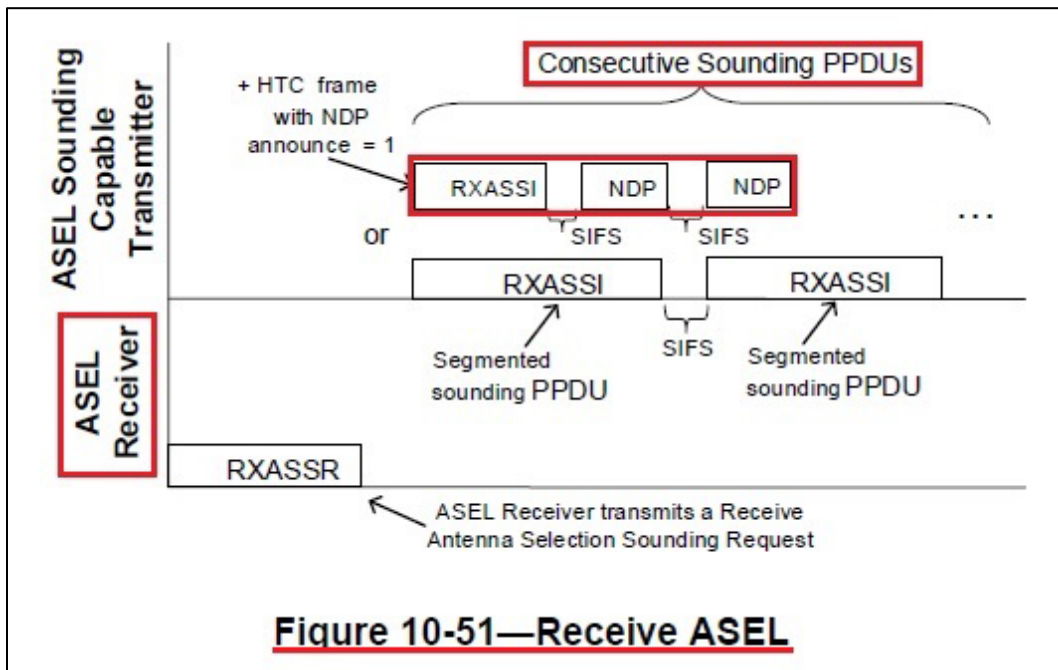 ASEL Sounding
Capable
Transmitter
Consecutive Sounding PPDUs
+ HTC frame
with NDP
announce = 1
RXASSI
NDP
NDP
SIFS
SIFS
...
or
RXASSI
RXASSI
SIFS
Segmented
sounding PPDU
Segmented
sounding PPDU
ASEL
Receiver
RXASSR
ASEL Receiver transmits a Receive
Antenna Selection Sounding Request
Figure 10-51—Receive ASEL